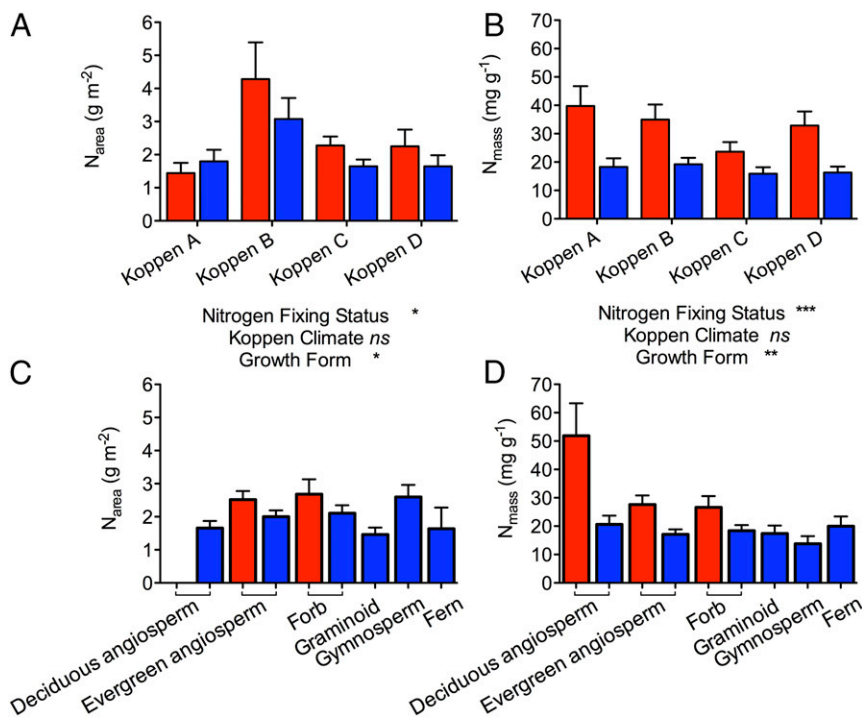 A
N_area (g m⁻²)
6
5
4
3
2
1
0
Koppen A
Koppen B
Koppen C
Koppen D
B
N_mass (mg g⁻¹)
70
60
50
40
30
20
10
0
Koppen A
Koppen B
Koppen C
Koppen D
Nitrogen Fixing Status *
Koppen Climate ns
Growth Form *
Nitrogen Fixing Status ***
Koppen Climate ns
Growth Form **
C
N_area (g m⁻²)
6
5
4
3
2
1
0
Deciduous angiosperm
Evergreen angiosperm
Forb
Graminoid
Gymnosperm
Fern
D
N_mass (mg g⁻¹)
70
60
50
40
30
20
10
0
Deciduous angiosperm
Evergreen angiosperm
Forb
Graminoid
Gymnosperm
Fern